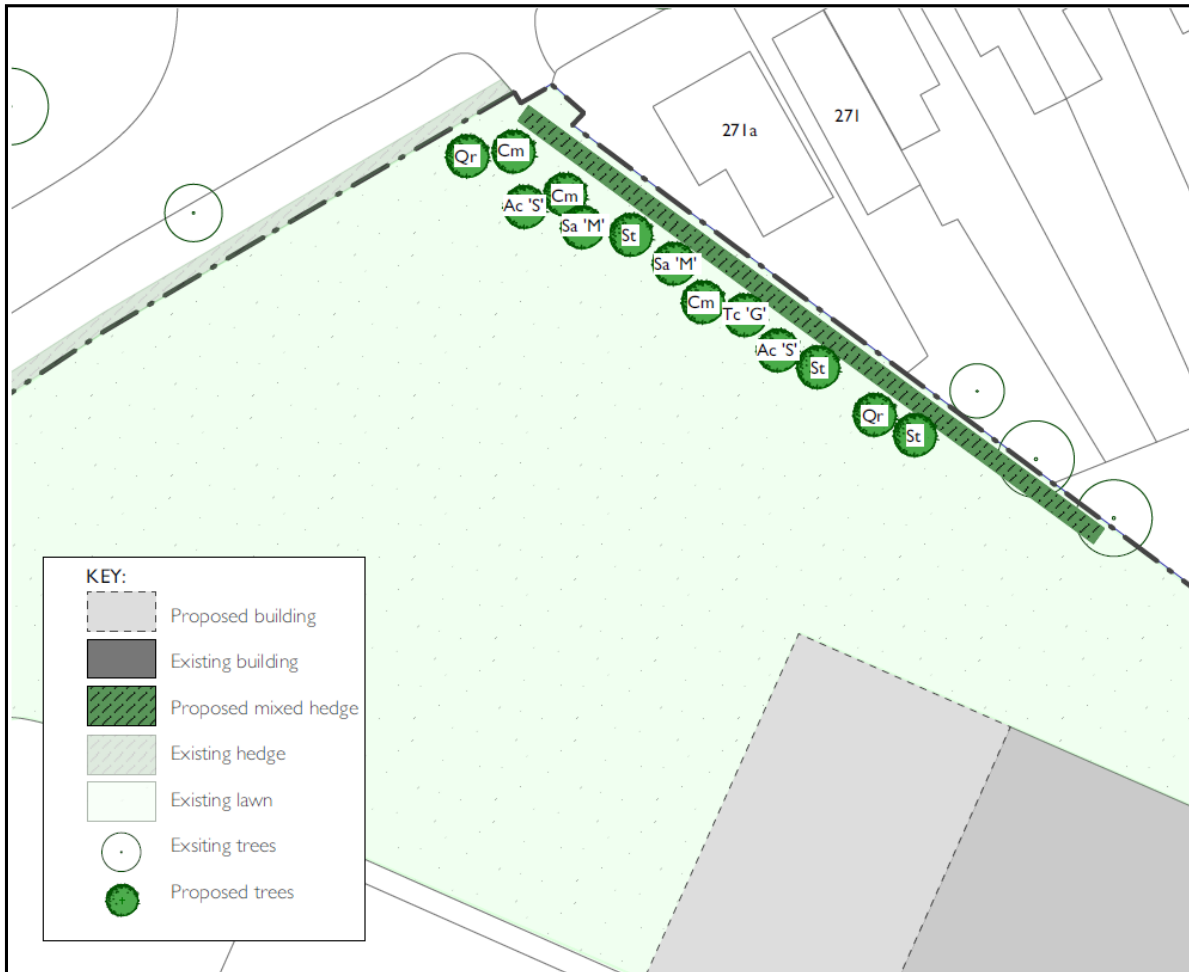 271a
271
Qr
Cm
Cm
Ac 'S'
Sa 'M'
St
Sa 'M'
Cm
Tc 'G'
Ac 'S'
St
Qr
St
KEY:
Proposed building
Existing building
Proposed mixed hedge
Existing hedge
Existing lawn
Exsiting trees
Proposed trees